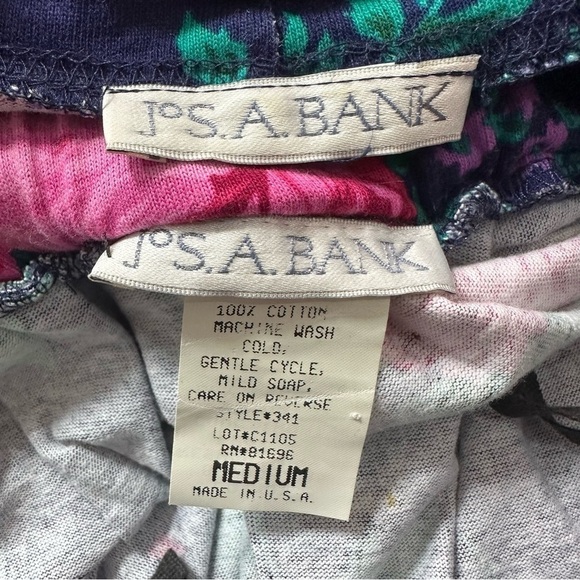 JoS.A. BANK
JoS.A. BANK
100% COTTON
MACHINE WASH
COLD,
GENTLE CYCLE,
MILD SOAP,
CARE ON REVERSE
STYLE#341
LOT#C1105
RN#81696
MEDIUM
MADE IN U.S.A.